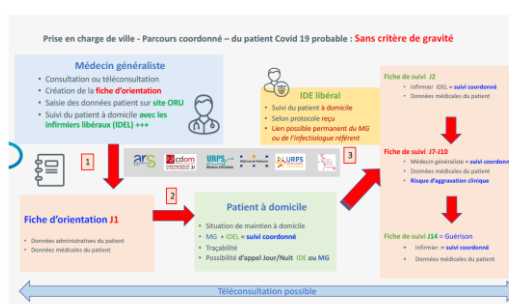 Prise en charge de ville - Parcours coordonné – du patient Covid 19 probable : Sans critère de gravité
Médecin généraliste
• Consultation ou téléconsultation
• Création de la fiche d'orientation
• Saisie des données patient sur site ORU
• Suivi du patient à domicile avec les
infirmiers libéraux (IDEL) +++
IDE libéral
• Suivi du patient à domicile
• Selon protocole reçu
• Lien possible permanent du MG
ou de l'infectiologue référent
Fiche de suivi J2
• Infirmier IDEL = suivi coordonné
• Données médicales du patient
1
ars
cdom
URPS
URPS
3
Fiche de suivi J7-J10
• Médecin généraliste = suivi coordonné
• Données médicales du patient
• Risque d'aggravation clinique
2
Fiche d'orientation J1
• Données administratives du patient
• Données médicales du patient
Patient à domicile
• Situation de maintien à domicile
• MG + IDEL= suivi coordonné
• Traçabilité
• Possibilité d'appel Jour/Nuit IDE ou MG
Fiche de suivi J14 = Guérison
• Infirmier = suivi coordonné
• Données médicales du patient
Téléconsultation possible